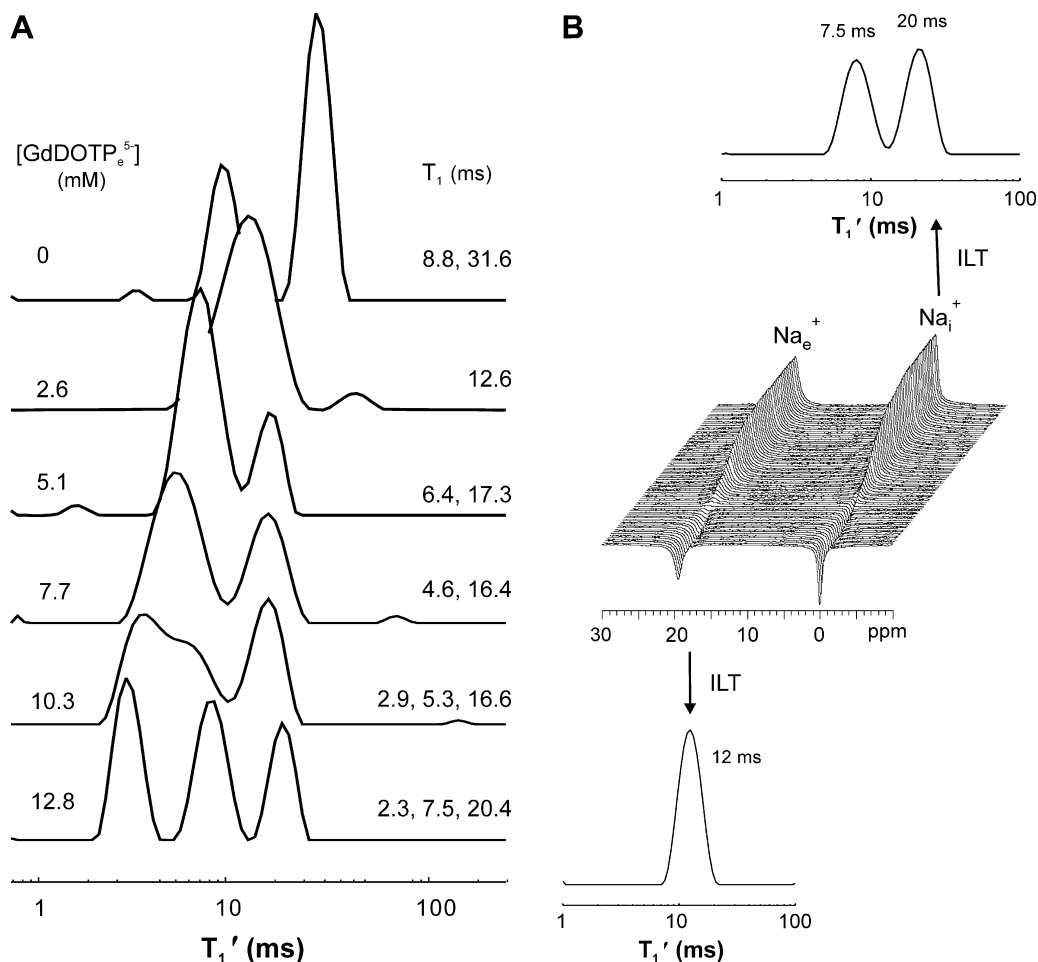 A
[GdDOTPₑ⁵⁻]
(mM)
T₁ (ms)
0
8.8, 31.6
2.6
12.6
5.1
6.4, 17.3
7.7
4.6, 16.4
10.3
2.9, 5.3, 16.6
12.8
2.3, 7.5, 20.4
1 10 100
T₁′ (ms)
B
7.5 ms
20 ms
1 10 100
T₁′ (ms)
ILT
Naₑ⁺
Naᵢ⁺
30 20 10 0 ppm
ILT
12 ms
1 10 100
T₁′ (ms)